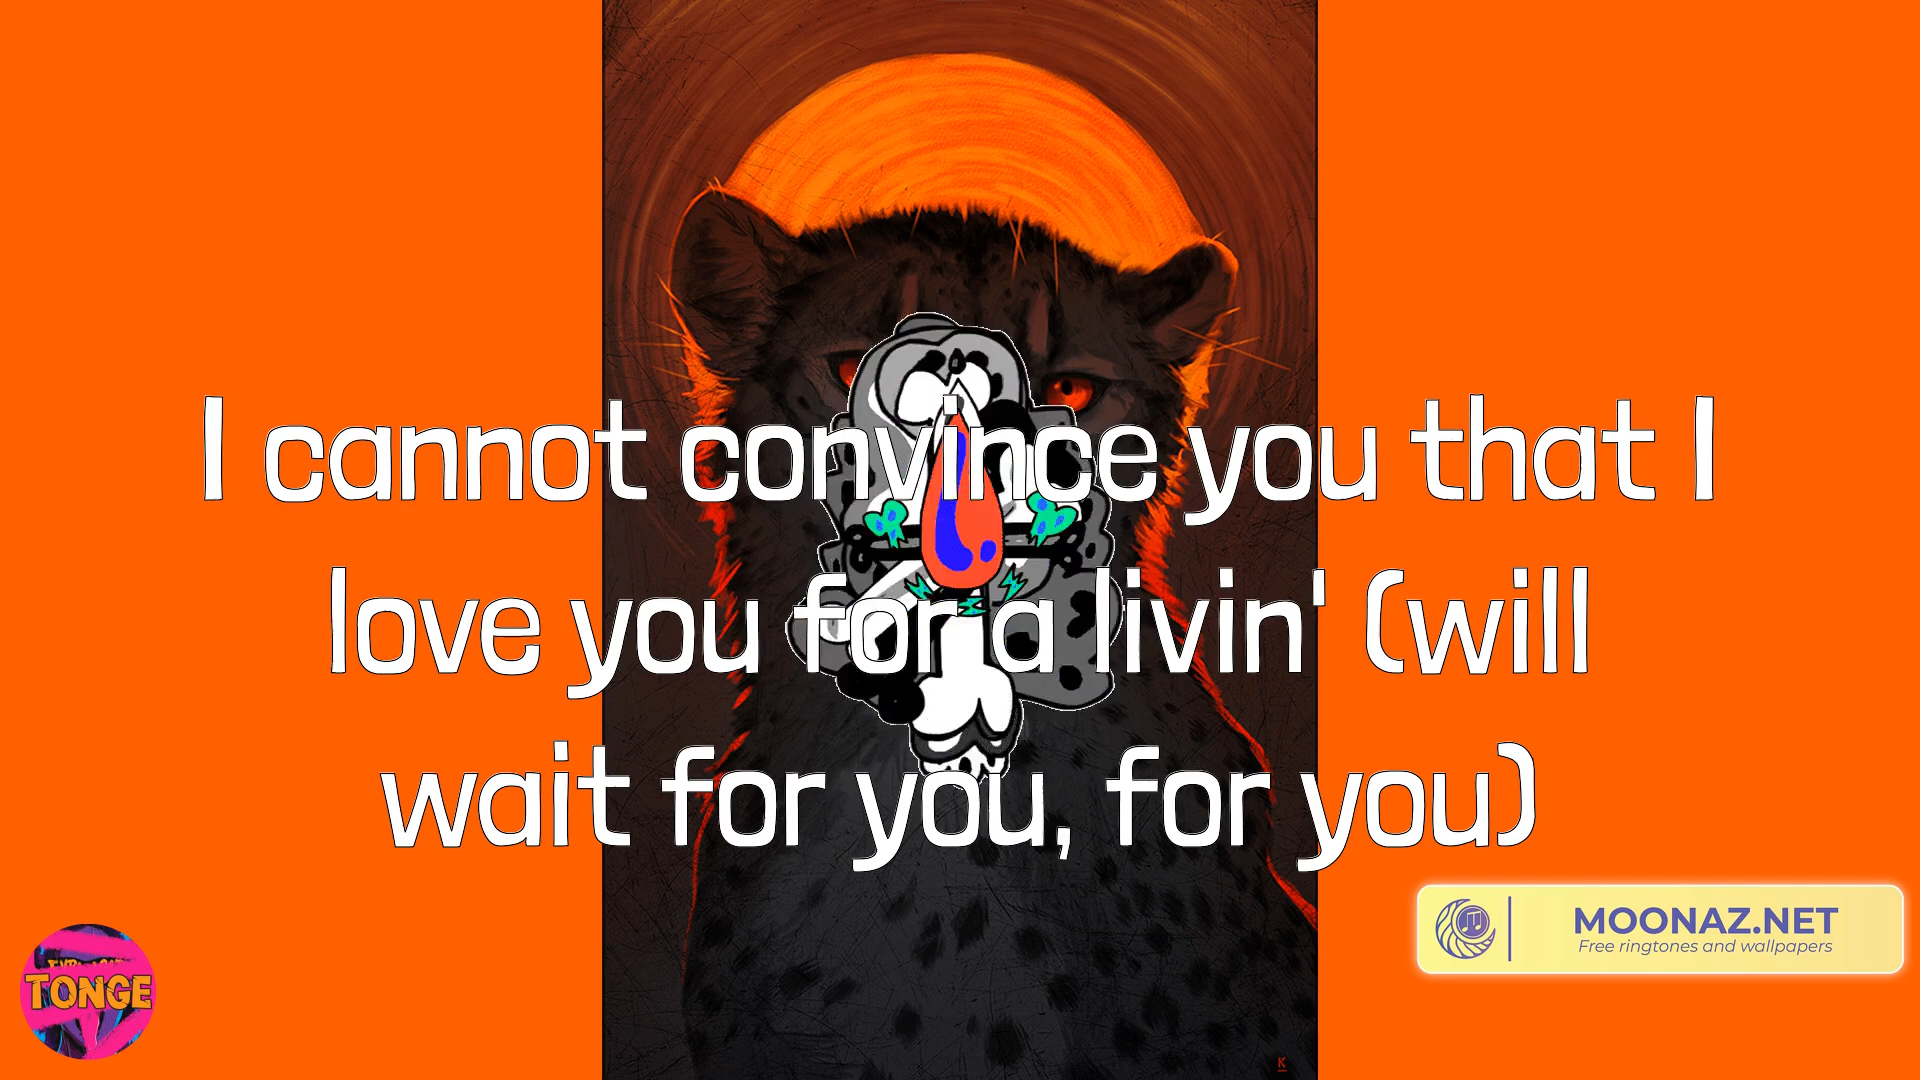 I cannot convince you that I
love you for a livin' (will
wait for you, for you)
MOONAZ.NET
Free ringtones and wallpapers
TONGE
K